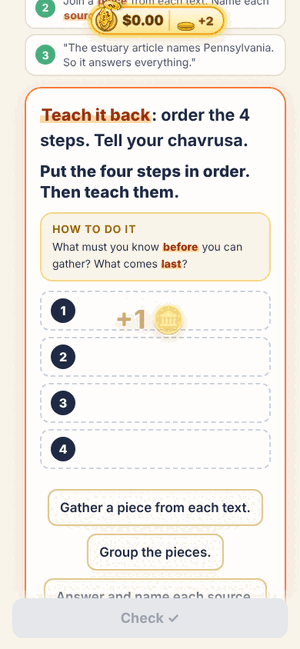 2 Join a piece from each text. Name each
$0.00 +2
sour
3 "The estuary article names Pennsylvania.
So it answers everything."
Teach it back: order the 4
steps. Tell your chavrusa.
Put the four steps in order.
Then teach them.
HOW TO DO IT
What must you know before you can
gather? What comes last?
1 +1
2
3
4
Gather a piece from each text.
Group the pieces.
Answer and name each source.
Check ✓